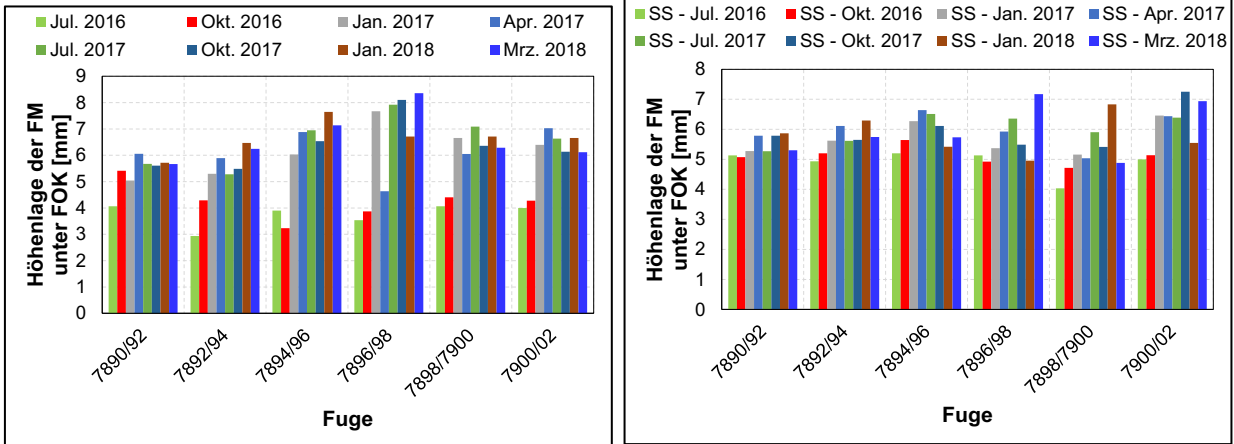 Jul. 2016 Okt. 2016 Jan. 2017 Apr. 2017
Jul. 2017 Okt. 2017 Jan. 2018 Mrz. 2018
Höhenlage der FM
unter FOK [mm]
9
8
7
6
5
4
3
2
1
0
7890/92 7892/94 7894/96 7896/98 7898/7900 7900/02
Fuge
SS - Jul. 2016 SS - Okt. 2016 SS - Jan. 2017 SS - Apr. 2017
SS - Jul. 2017 SS - Okt. 2017 SS - Jan. 2018 SS - Mrz. 2018
Höhenlage der FM
unter FOK [mm]
8
7
6
5
4
3
2
1
0
7890/92 7892/94 7894/96 7896/98 7898/7900 7900/02
Fuge